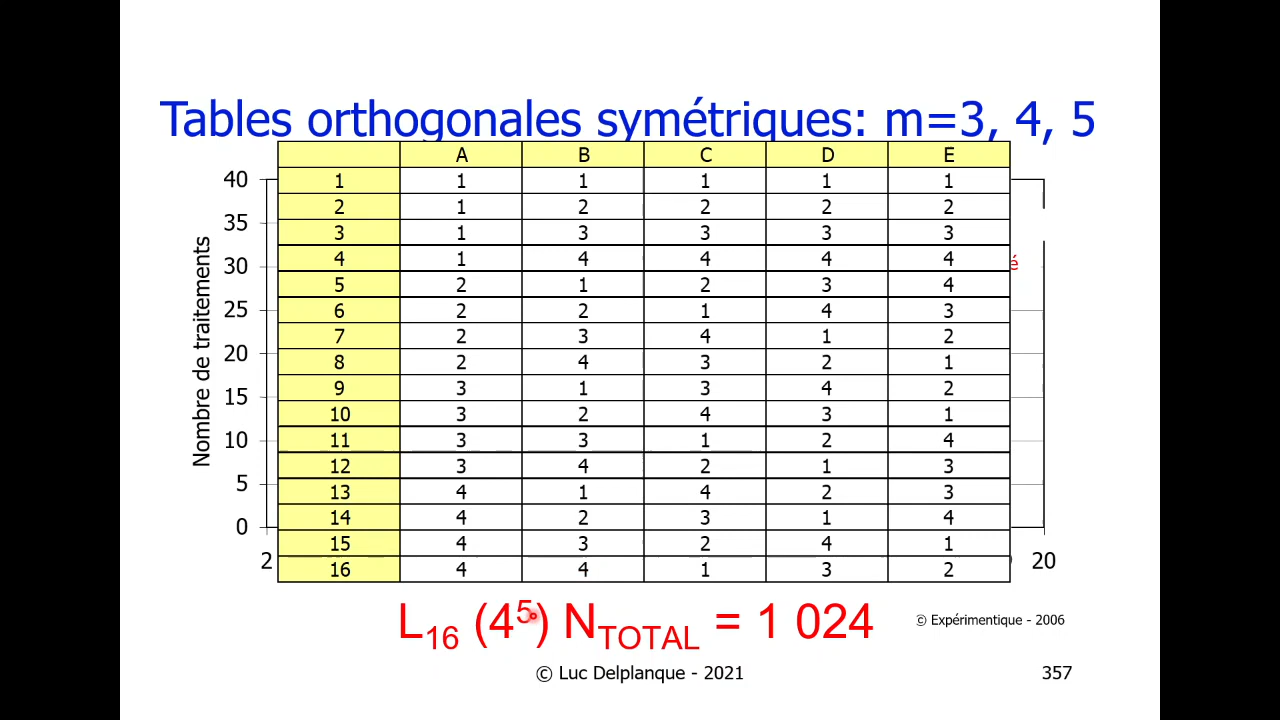 Tables orthogonales symétriques: m=3, 4, 5
A B C D E
1 1 1 1 1 1
2 1 2 2 2 2
3 1 3 3 3 3
4 1 4 4 4 4
5 2 1 2 3 4
6 2 2 1 4 3
7 2 3 4 1 2
8 2 4 3 2 1
9 3 1 3 4 2
10 3 2 4 3 1
11 3 3 1 2 4
12 3 4 2 1 3
13 4 1 4 2 3
14 4 2 3 1 4
15 4 3 2 4 1
16 4 4 1 3 2
Nombre de traitements
40
35
30
25
20
15
10
5
0
2 20
é
L16 (4^5) NTOTAL = 1 024
© Expérimentique - 2006
© Luc Delplanque - 2021
357